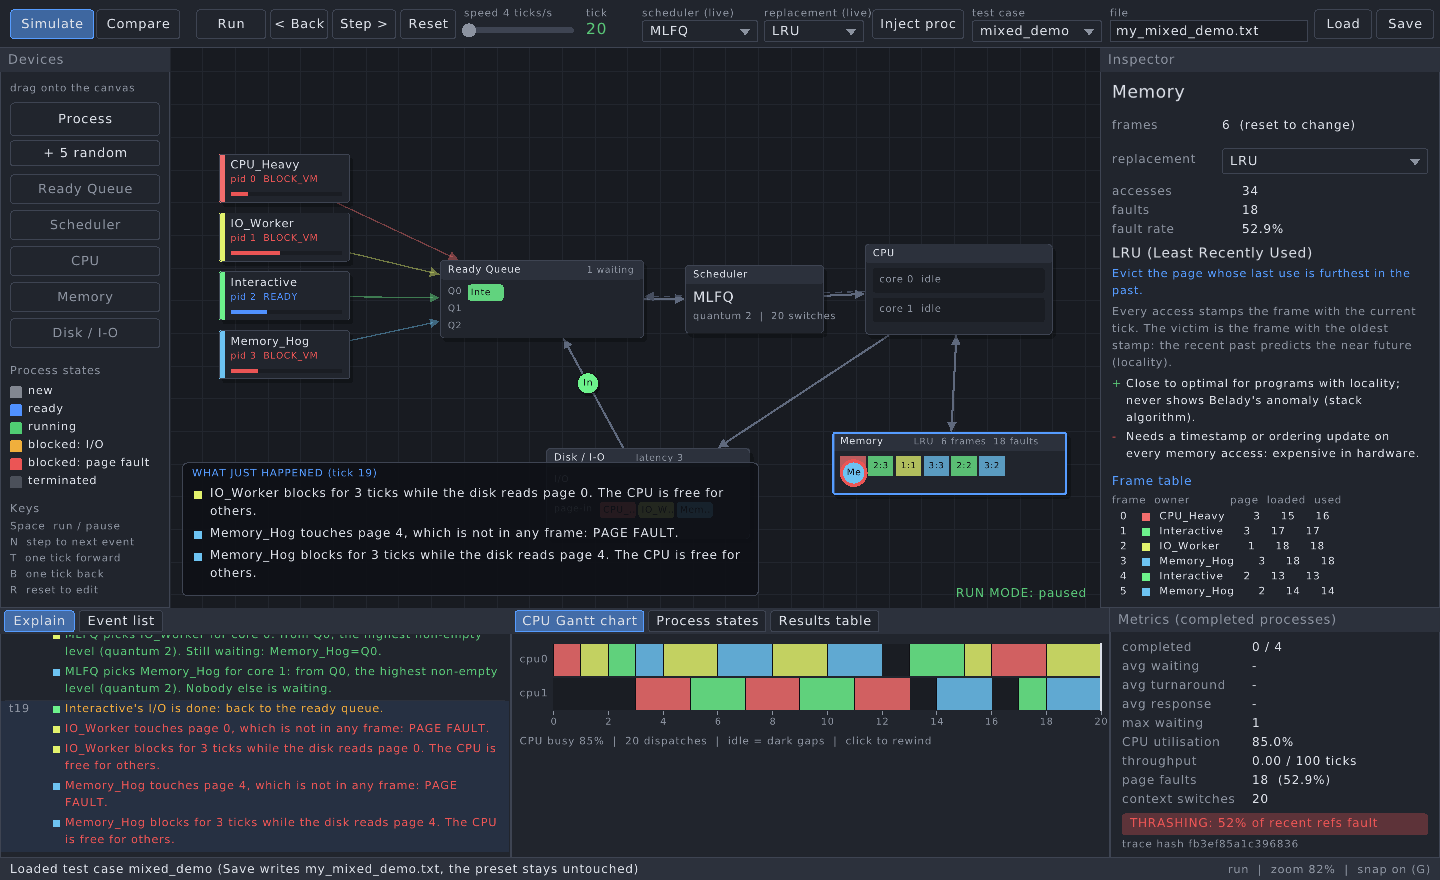 Simulate Compare Run < Back Step > Reset speed 4 ticks/s tick 20 scheduler (live) MLFQ replacement (live) LRU Inject proc test case mixed_demo file my_mixed_demo.txt Load Save
Devices
drag onto the canvas
Process
+ 5 random
Ready Queue
Scheduler
CPU
Memory
Disk / I-O
Process states
new
ready
running
blocked: I/O
blocked: page fault
terminated
Keys
Space run / pause
N step to next event
T one tick forward
B one tick back
R reset to edit
CPU_Heavy
pid 0 BLOCK_VM
IO_Worker
pid 1 BLOCK_VM
Interactive
pid 2 READY
Memory_Hog
pid 3 BLOCK_VM
Ready Queue 1 waiting
Q0 Inte
Q1
Q2
Scheduler
MLFQ
quantum 2 | 20 switches
CPU
core 0 idle
core 1 idle
In
Disk / I-O latency 3
Memory LRU 6 frames 18 faults
Me 2:3 1:1 3:3 2:2 3:2
WHAT JUST HAPPENED (tick 19)
IO_Worker blocks for 3 ticks while the disk reads page 0. The CPU is free for
others.
Memory_Hog touches page 4, which is not in any frame: PAGE FAULT.
Memory_Hog blocks for 3 ticks while the disk reads page 4. The CPU is free for
others.
RUN MODE: paused
Inspector
Memory
frames 6 (reset to change)
replacement LRU
accesses 34
faults 18
fault rate 52.9%
LRU (Least Recently Used)
Evict the page whose last use is furthest in the
past.
Every access stamps the frame with the current
tick. The victim is the frame with the oldest
stamp: the recent past predicts the near future
(locality).
+ Close to optimal for programs with locality;
never shows Belady's anomaly (stack
algorithm).
- Needs a timestamp or ordering update on
every memory access: expensive in hardware.
Frame table
frame owner page loaded used
0 CPU_Heavy 3 15 16
1 Interactive 3 17 17
2 IO_Worker 1 18 18
3 Memory_Hog 3 18 18
4 Interactive 2 13 13
5 Memory_Hog 2 14 14
Explain Event list
MLFQ picks IO_Worker for core 0: from Q0, the highest non-empty
level (quantum 2). Still waiting: Memory_Hog=Q0.
MLFQ picks Memory_Hog for core 1: from Q0, the highest non-empty
level (quantum 2). Nobody else is waiting.
t19 Interactive's I/O is done: back to the ready queue.
IO_Worker touches page 0, which is not in any frame: PAGE FAULT.
IO_Worker blocks for 3 ticks while the disk reads page 0. The CPU is
free for others.
Memory_Hog touches page 4, which is not in any frame: PAGE
FAULT.
Memory_Hog blocks for 3 ticks while the disk reads page 4. The CPU
is free for others.
CPU Gantt chart Process states Results table
cpu0
cpu1
0 2 4 6 8 10 12 14 16 18 20
CPU busy 85% | 20 dispatches | idle = dark gaps | click to rewind
Metrics (completed processes)
completed 0 / 4
avg waiting -
avg turnaround -
avg response -
max waiting 1
CPU utilisation 85.0%
throughput 0.00 / 100 ticks
page faults 18 (52.9%)
context switches 20
THRASHING: 52% of recent refs fault
trace hash fb3ef85a1c396836
Loaded test case mixed_demo (Save writes my_mixed_demo.txt, the preset stays untouched)
run | zoom 82% | snap on (G)